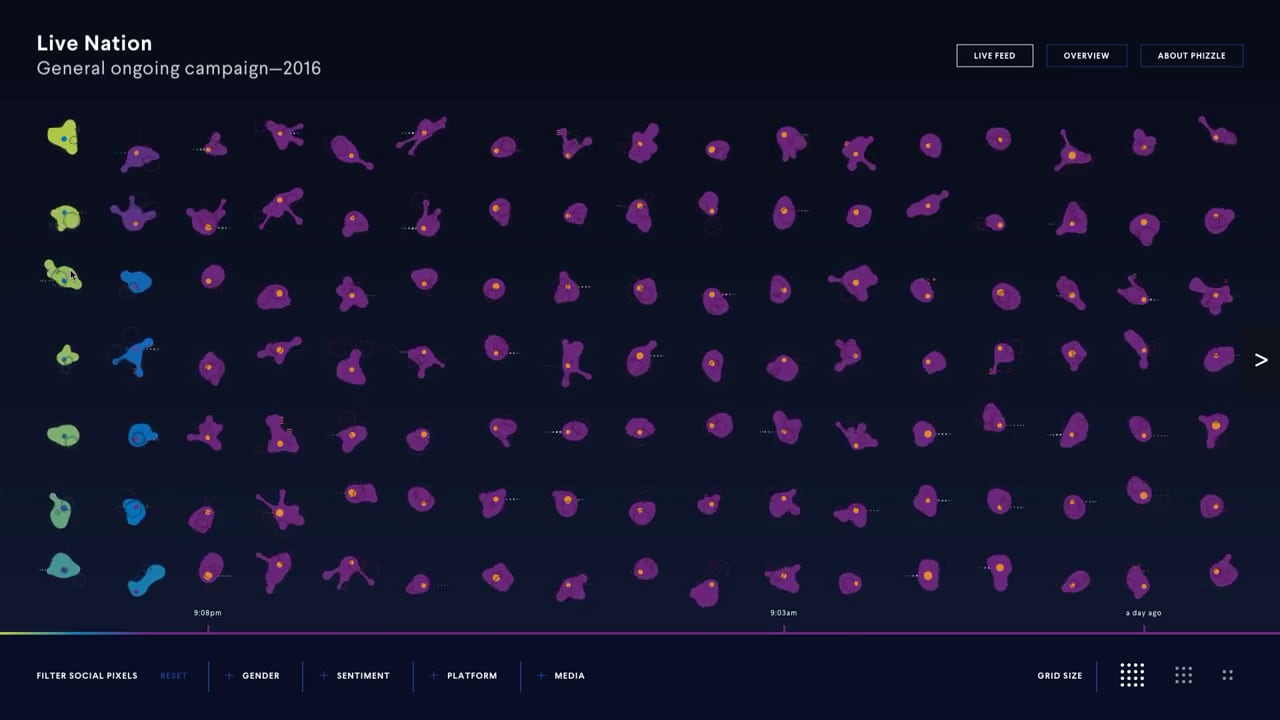 Live Nation
General ongoing campaign—2016
LIVE FEED
OVERVIEW
ABOUT PHIZZLE
>
9:08pm
9:03am
a day ago
FILTER SOCIAL PIXELS
RESET
+ GENDER
+ SENTIMENT
+ PLATFORM
+ MEDIA
GRID SIZE